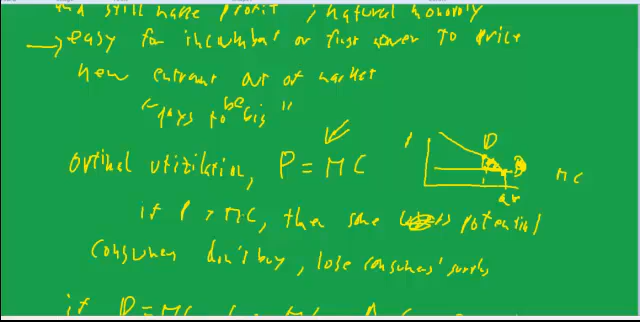 and still make profit, natural monopoly
→ easy for incumbent or first mover to price
new entrant out of market
"pays to be big"
optimal utilization, P = MC
P
D
MC
if P > MC, then some potential
consumers don't buy, lose consumers' surplus
if P = MC